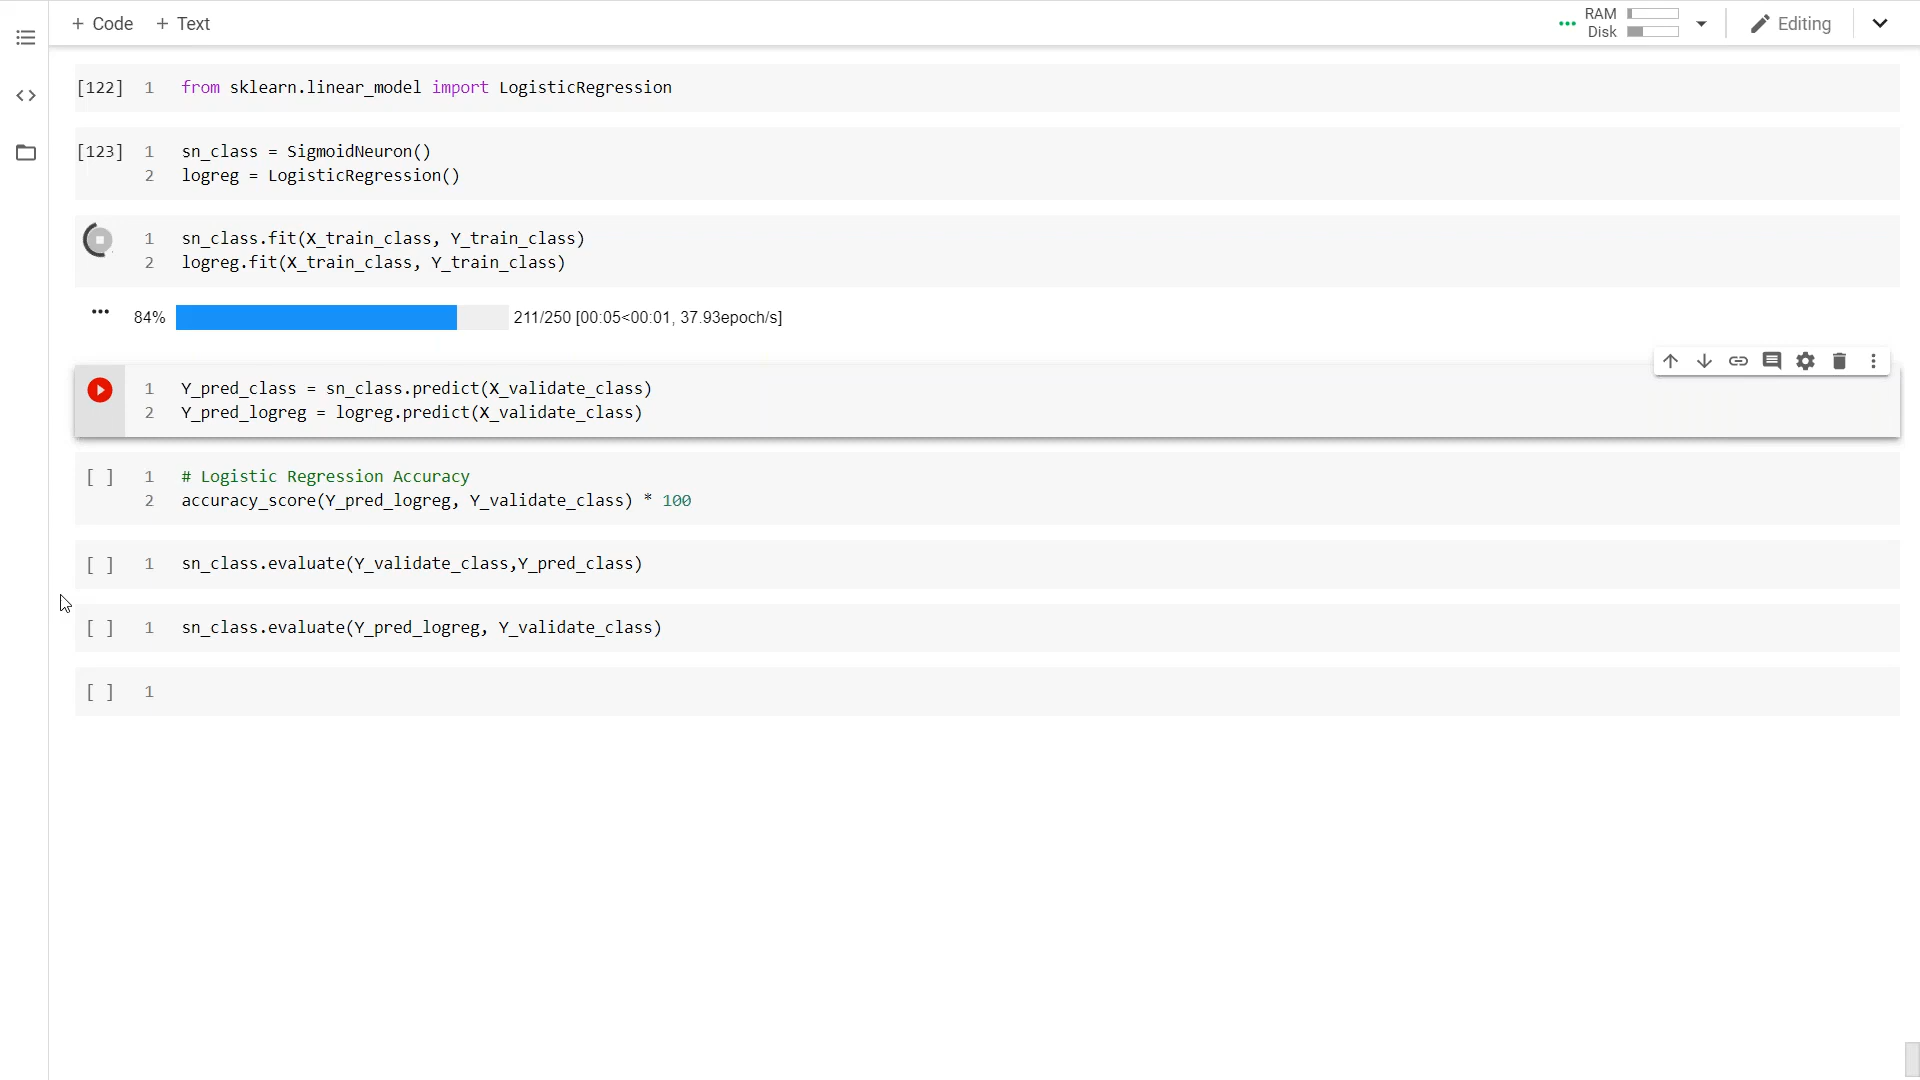 + Code + Text
RAM
Disk
Editing
[122] 1 from sklearn.linear_model import LogisticRegression
[123] 1 sn_class = SigmoidNeuron()
2 logreg = LogisticRegression()
1 sn_class.fit(X_train_class, Y_train_class)
2 logreg.fit(X_train_class, Y_train_class)
84% 211/250 [00:05<00:01, 37.93epoch/s]
1 Y_pred_class = sn_class.predict(X_validate_class)
2 Y_pred_logreg = logreg.predict(X_validate_class)
[ ] 1 # Logistic Regression Accuracy
2 accuracy_score(Y_pred_logreg, Y_validate_class) * 100
[ ] 1 sn_class.evaluate(Y_validate_class,Y_pred_class)
[ ] 1 sn_class.evaluate(Y_pred_logreg, Y_validate_class)
[ ] 1